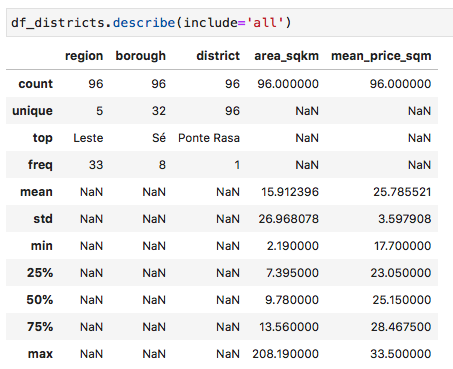 df_districts.describe(include='all')
region borough district area_sqkm mean_price_sqm
count 96 96 96 96.000000 96.000000
unique 5 32 96 NaN NaN
top Leste Sé Ponte Rasa NaN NaN
freq 33 8 1 NaN NaN
mean NaN NaN NaN 15.912396 25.785521
std NaN NaN NaN 26.968078 3.597908
min NaN NaN NaN 2.190000 17.700000
25% NaN NaN NaN 7.395000 23.050000
50% NaN NaN NaN 9.780000 25.150000
75% NaN NaN NaN 13.560000 28.467500
max NaN NaN NaN 208.190000 33.500000